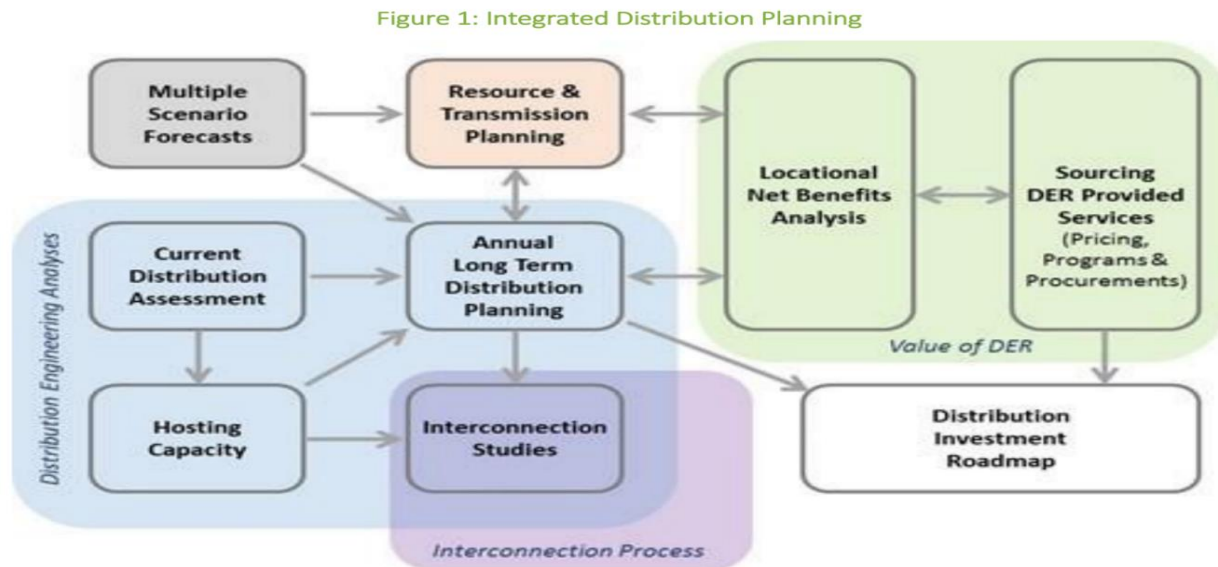 Figure 1: Integrated Distribution Planning
Multiple
Scenario
Forecasts
Resource &
Transmission
Planning
Locational
Net Benefits
Analysis
Sourcing
DER Provided
Services
(Pricing,
Programs &
Procurements)
Value of DER
Distribution Engineering Analyses
Current
Distribution
Assessment
Annual
Long Term
Distribution
Planning
Hosting
Capacity
Interconnection
Studies
Interconnection Process
Distribution
Investment
Roadmap